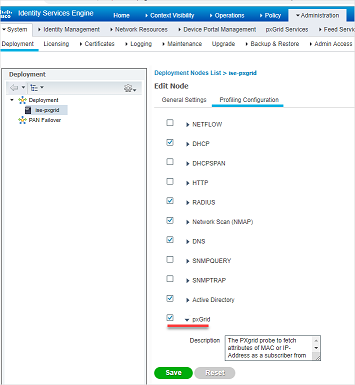 cisco Identity Services Engine Home Context Visibility Operations Policy Administration
System Identity Management Network Resources Device Portal Management pxGrid Services Feed Servic
Deployment Licensing Certificates Logging Maintenance Upgrade Backup & Restore Admin Access
Deployment
Deployment
ise-pxgrid
PAN Failover
Deployment Nodes List > ise-pxgrid
Edit Node
General Settings Profiling Configuration
NETFLOW
DHCP
DHCPSPAN
HTTP
RADIUS
Network Scan (NMAP)
DNS
SNMPQUERY
SNMPTRAP
Active Directory
pxGrid
Description The PXgrid probe to fetch
attributes of MAC or IP-
Address as a subscriber from
Save Reset